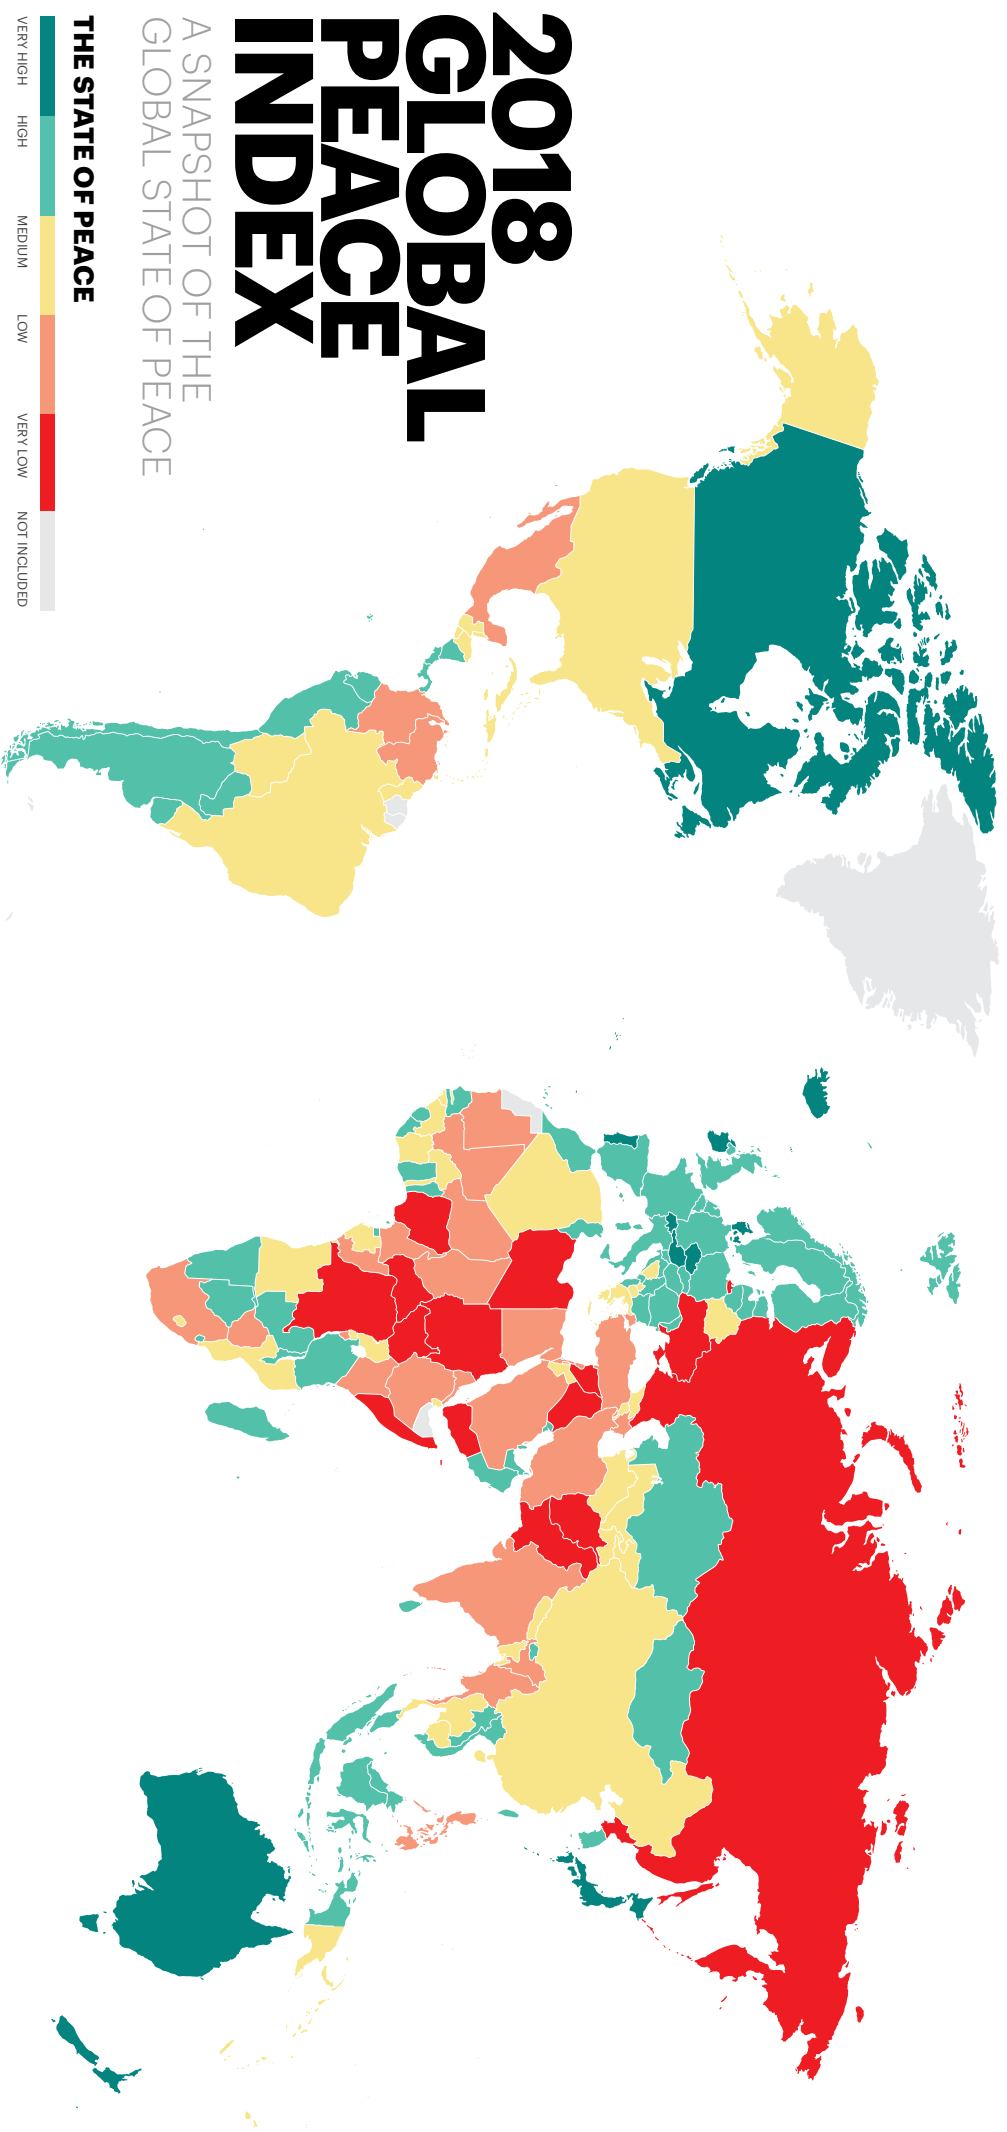 2018
GLOBAL
PEACE
INDEX
A SNAPSHOT OF THE
GLOBAL STATE OF PEACE
THE STATE OF PEACE
VERY HIGH
HIGH
MEDIUM
LOW
VERY LOW
NOT INCLUDED